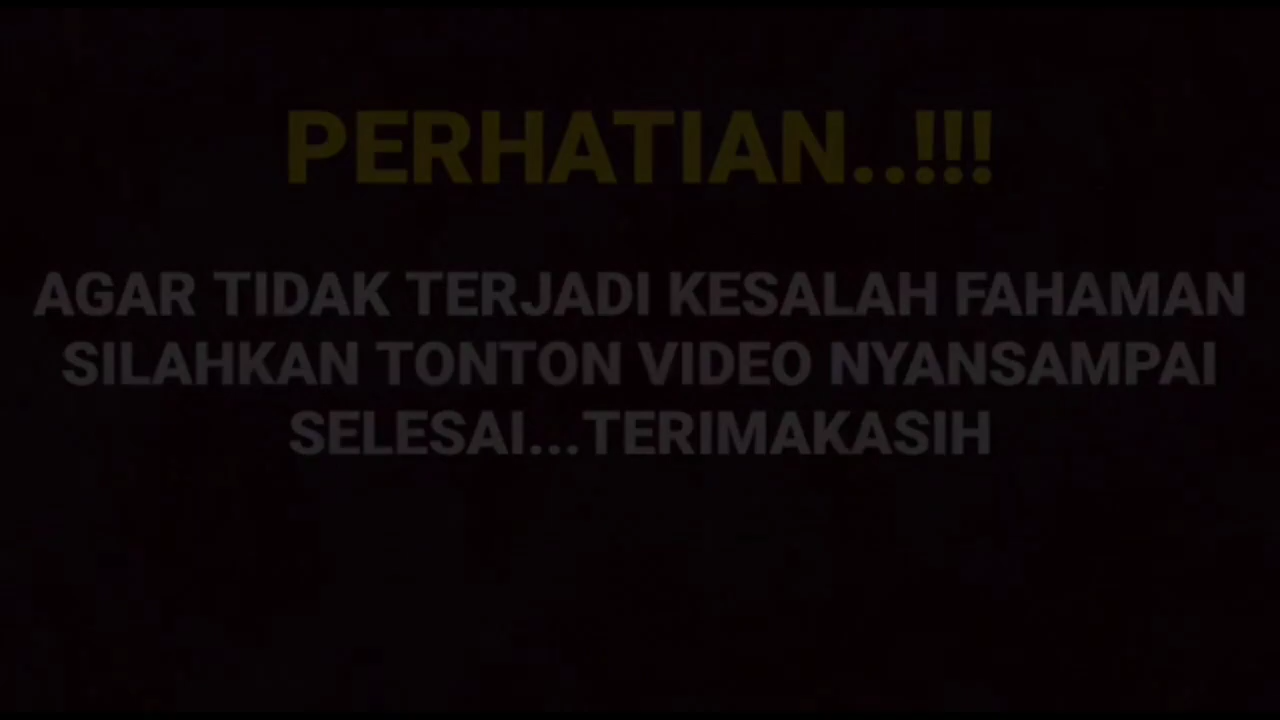 PERHATIAN..!!!
AGAR TIDAK TERJADI KESALAH FAHAMAN
SILAHKAN TONTON VIDEO NYANSAMPAI
SELESAI...TERIMAKASIH